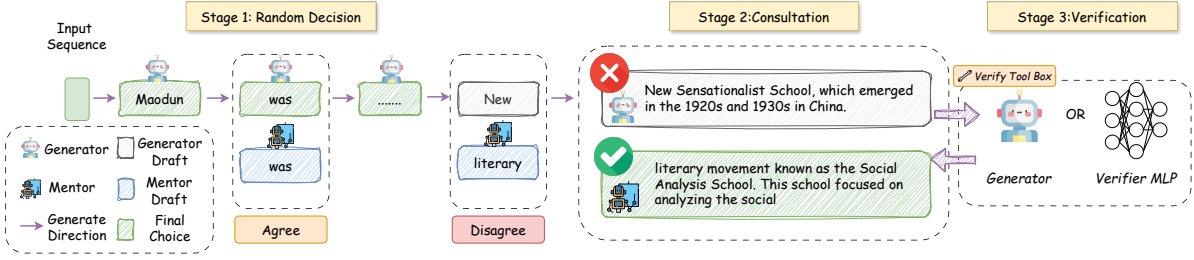 Stage 1: Random Decision
Stage 2:Consultation
Stage 3:Verification
Input
Sequence
Maodun
was
.......
New
was
literary
Agree
Disagree
Generator
Generator
Draft
Mentor
Mentor
Draft
Generate
Direction
Final
Choice
New Sensationalist School, which emerged
in the 1920s and 1930s in China.
literary movement known as the Social
Analysis School. This school focused on
analyzing the social
Verify Tool Box
OR
Generator
Verifier MLP